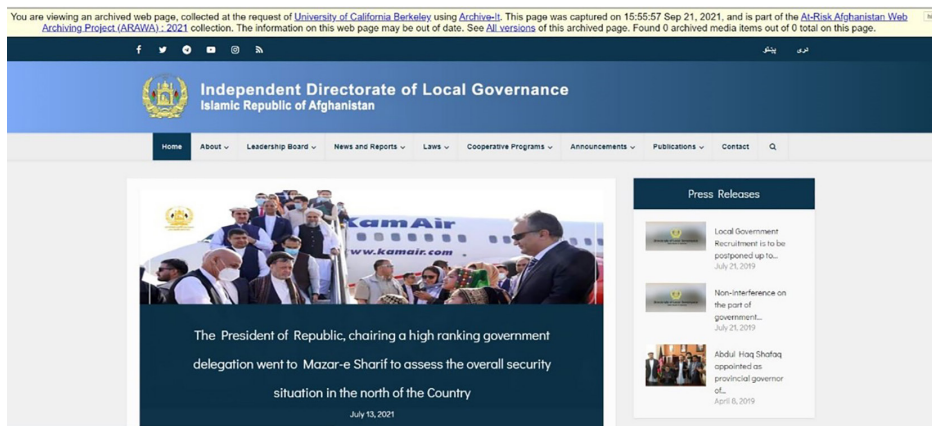 You are viewing an archived web page, collected at the request of University of California Berkeley using Archive-It. This page was captured on 15:55:57 Sep 21, 2021, and is part of the At-Risk Afghanistan Web
Archiving Project (ARAWA) : 2021 collection. The information on this web page may be out of date. See All versions of this archived page. Found 0 archived media items out of 0 total on this page.
پښتو دری
Independent Directorate of Local Governance
Islamic Republic of Afghanistan
Home About Leadership Board News and Reports Laws Cooperative Programs Announcements Publications Contact
KamAir
www.kamair.com
The President of Republic, chairing a high ranking government
delegation went to Mazar-e Sharif to assess the overall security
situation in the north of the Country
July 13, 2021
Press Releases
Local Government
Recruitment is to be
postponed up to...
July 21, 2019
Non-Interference on
the part of
government...
July 21, 2019
Abdul Haq Shafaq
appointed as
provincial governor
of...
April 8, 2019